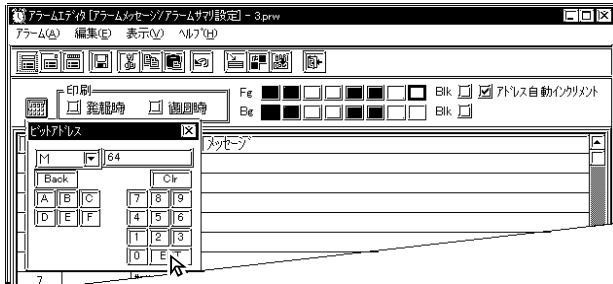 アラームエディタ [アラームメッセージ/アラームサマリ設定] - 3.prw
アラーム(A) 編集(E) 表示(V) ヘルプ(H)
印刷
発報時 週囲時
Fg Blk アドレス自動インクリメント
Bg Blk
ビットアドレス
メッセージ
M 64
Back Clr
A B C 7 8 9
D E F 4 5 6
1 2 3
0 E T
7